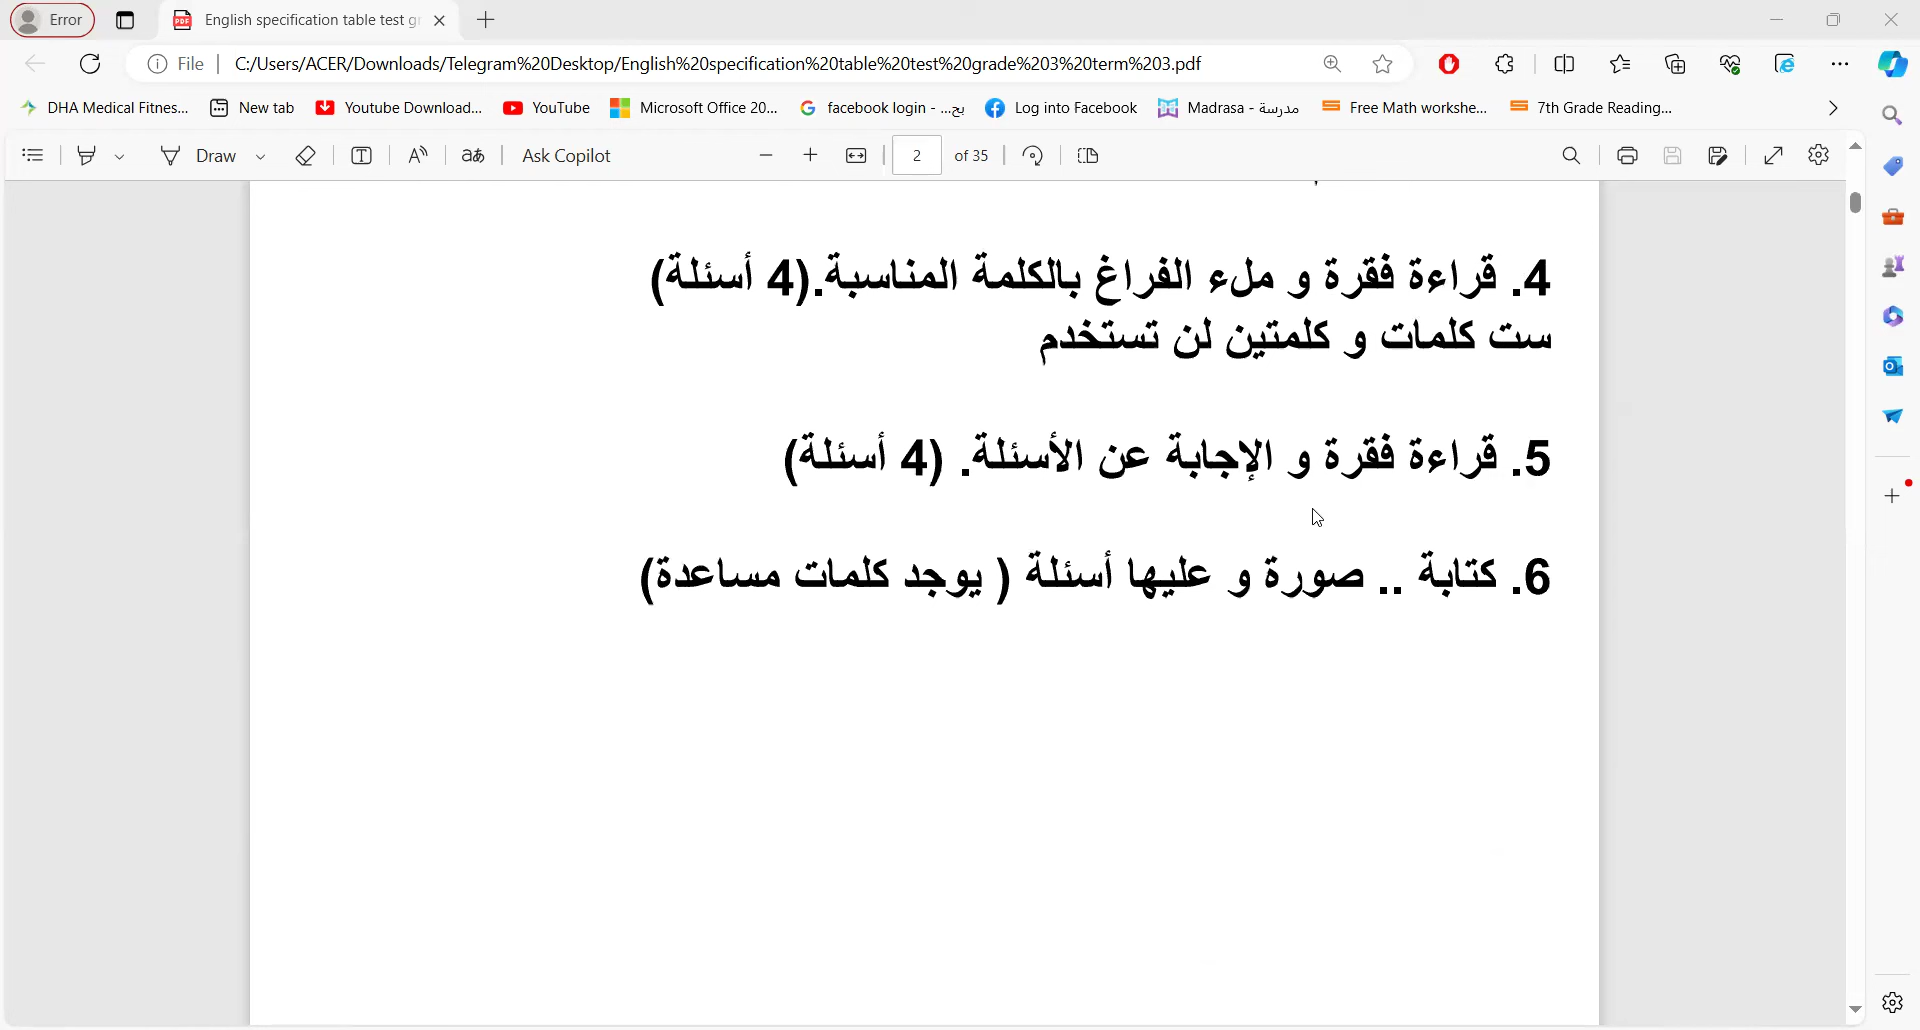 Error
English specification table test gr
File
C:/Users/ACER/Downloads/Telegram%20Desktop/English%20specification%20table%20test%20grade%203%20term%203.pdf
DHA Medical Fitnes...
New tab
Youtube Download...
YouTube
Microsoft Office 20...
facebook login - ...بح
Log into Facebook
Madrasa - مدرسة
Free Math workshe...
7th Grade Reading...
Draw
Ask Copilot
2 of 35
4. قراءة فقرة و ملء الفراغ بالكلمة المناسبة.(4 أسئلة)
ست كلمات و كلمتين لن تستخدم
5. قراءة فقرة و الإجابة عن الأسئلة. (4 أسئلة)
6. كتابة .. صورة و عليها أسئلة ( يوجد كلمات مساعدة)